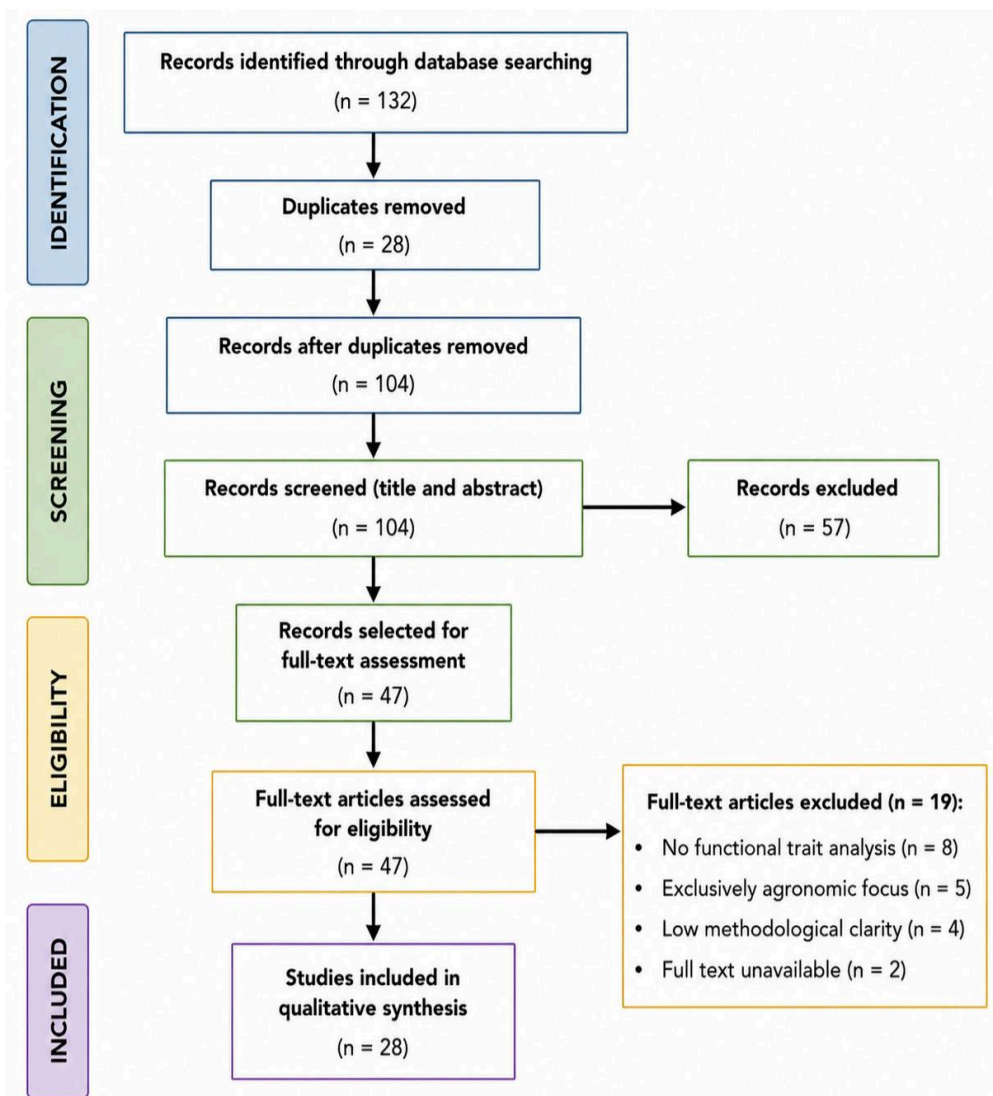 IDENTIFICATION
Records identified through database searching
(n = 132)
Duplicates removed
(n = 28)
SCREENING
Records after duplicates removed
(n = 104)
Records screened (title and abstract)
(n = 104)
Records excluded
(n = 57)
ELIGIBILITY
Records selected for
full-text assessment
(n = 47)
Full-text articles assessed
for eligibility
(n = 47)
Full-text articles excluded (n = 19):
• No functional trait analysis (n = 8)
• Exclusively agronomic focus (n = 5)
• Low methodological clarity (n = 4)
• Full text unavailable (n = 2)
INCLUDED
Studies included in
qualitative synthesis
(n = 28)